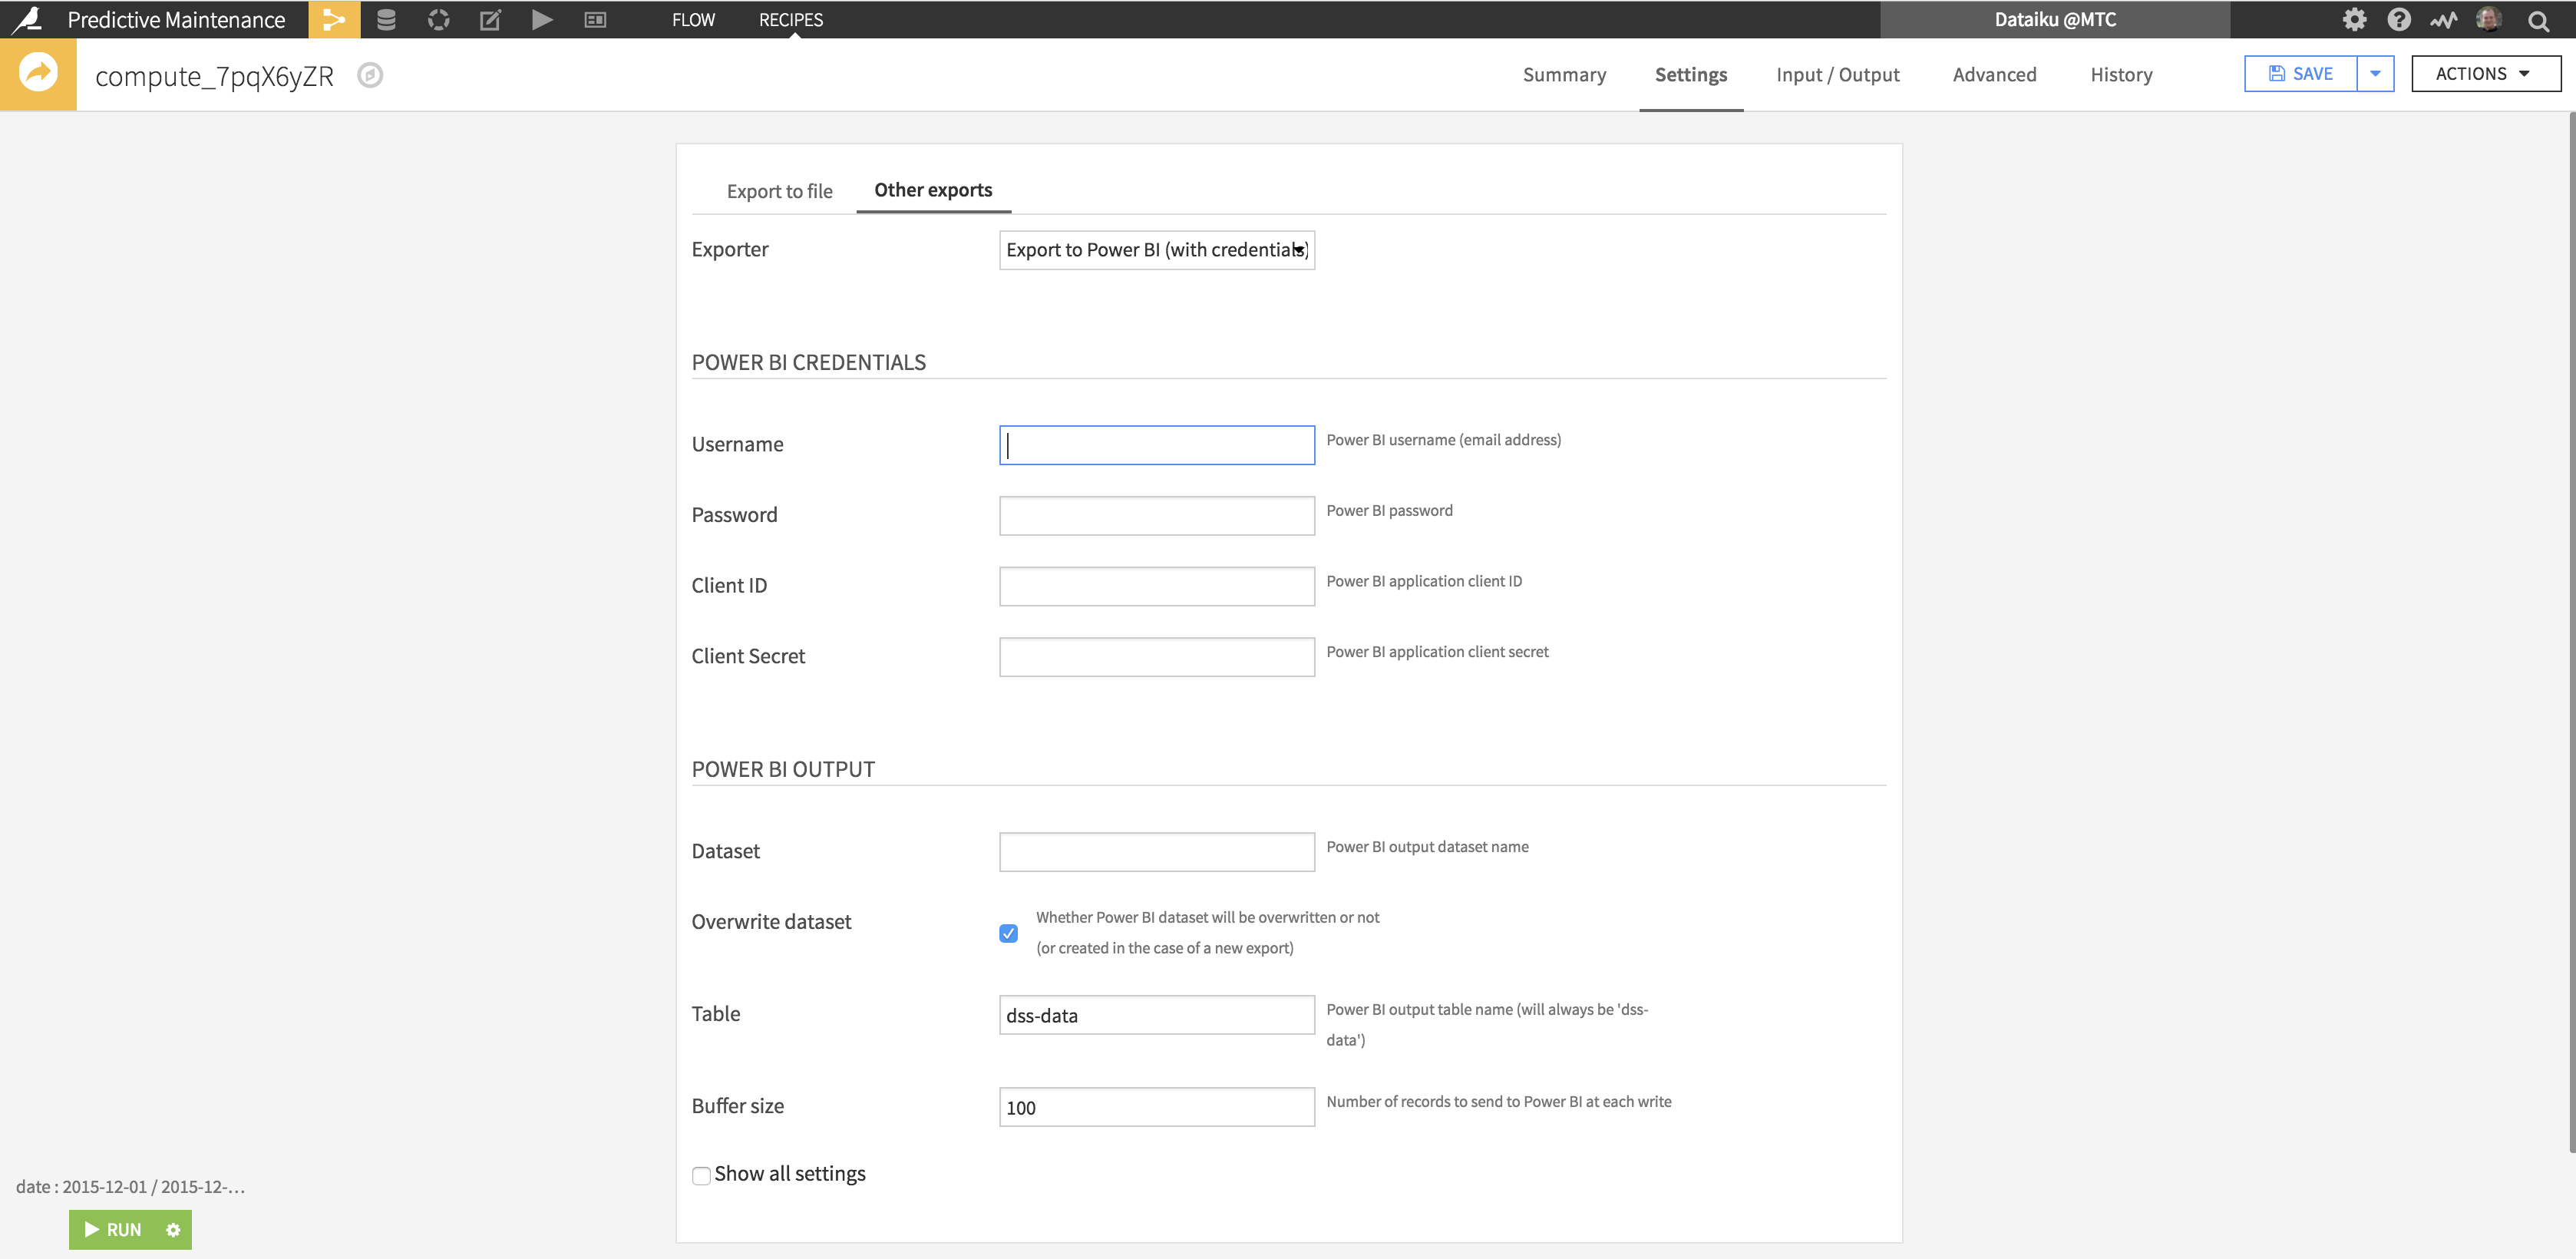 Predictive Maintenance
FLOW
RECIPES
Dataiku @MTC
compute_7pqX6yZR
Summary
Settings
Input / Output
Advanced
History
SAVE
ACTIONS
Export to file
Other exports
Exporter
Export to Power BI (with credentials)
POWER BI CREDENTIALS
Username
Power BI username (email address)
Password
Power BI password
Client ID
Power BI application client ID
Client Secret
Power BI application client secret
POWER BI OUTPUT
Dataset
Power BI output dataset name
Overwrite dataset
Whether Power BI dataset will be overwritten or not
(or created in the case of a new export)
Table
dss-data
Power BI output table name (will always be 'dss-
data')
Buffer size
100
Number of records to send to Power BI at each write
Show all settings
date : 2015-12-01 / 2015-12-...
RUN